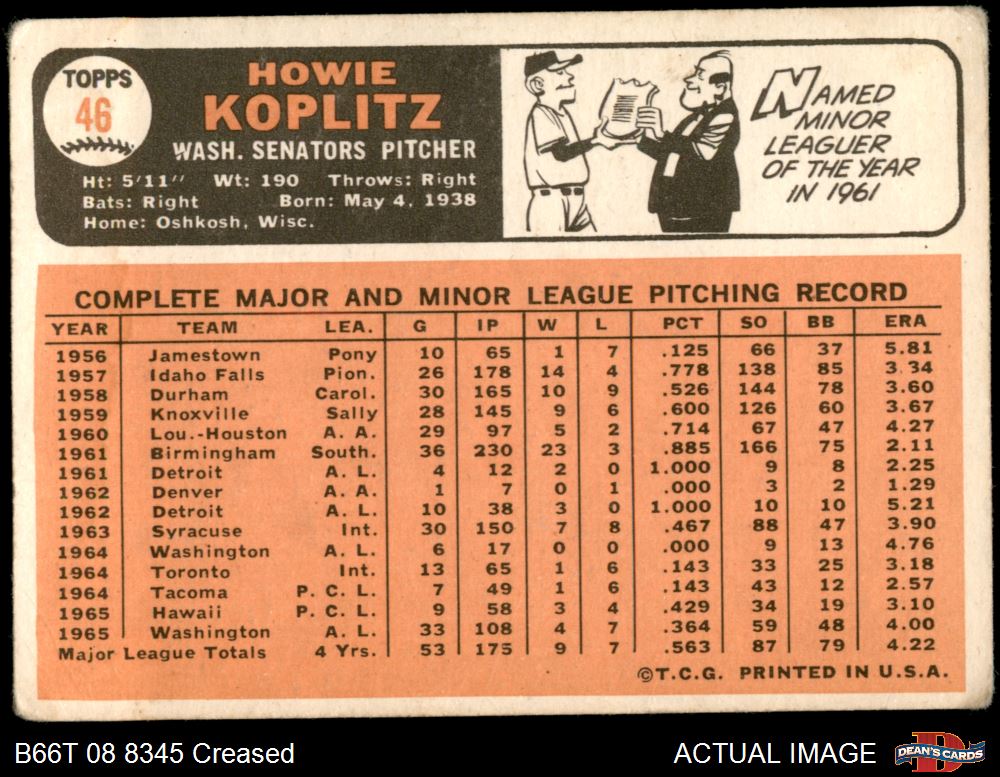 TOPPS
46
HOWIE
KOPLITZ
WASH. SENATORS PITCHER
Ht: 5'11" Wt: 190 Throws: Right
Bats: Right Born: May 4, 1938
Home: Oshkosh, Wisc.
NAMED
MINOR
LEAGUER
OF THE YEAR
IN 1961
COMPLETE MAJOR AND MINOR LEAGUE PITCHING RECORD
YEAR TEAM LEA. G IP W L PCT SO BB ERA
1956 Jamestown Pony 10 65 1 7 .125 66 37 5.81
1957 Idaho Falls Pion. 26 178 14 4 .778 138 85 3.34
1958 Durham Carol. 30 165 10 9 .526 144 78 3.60
1959 Knoxville Sally 28 145 9 6 .600 126 60 3.67
1960 Lou.-Houston A. A. 29 97 5 2 .714 67 47 4.27
1961 Birmingham South. 36 230 23 3 .885 166 75 2.11
1961 Detroit A. L. 4 12 2 0 1.000 9 8 2.25
1962 Denver A. A. 1 7 0 1 .000 3 2 1.29
1962 Detroit A. L. 10 38 3 0 1.000 10 10 5.21
1963 Syracuse Int. 30 150 7 8 .467 88 47 3.90
1964 Washington A. L. 6 17 0 0 .000 9 13 4.76
1964 Toronto Int. 13 65 1 6 .143 33 25 3.18
1964 Tacoma P. C. L. 7 49 1 6 .143 43 12 2.57
1965 Hawaii P. C. L. 9 58 3 4 .429 34 19 3.10
1965 Washington A. L. 33 108 4 7 .364 59 48 4.00
Major League Totals 4 Yrs. 53 175 9 7 .563 87 79 4.22
©T.C.G. PRINTED IN U.S.A.
B66T 08 8345 Creased
ACTUAL IMAGE
DEAN'S CARDS